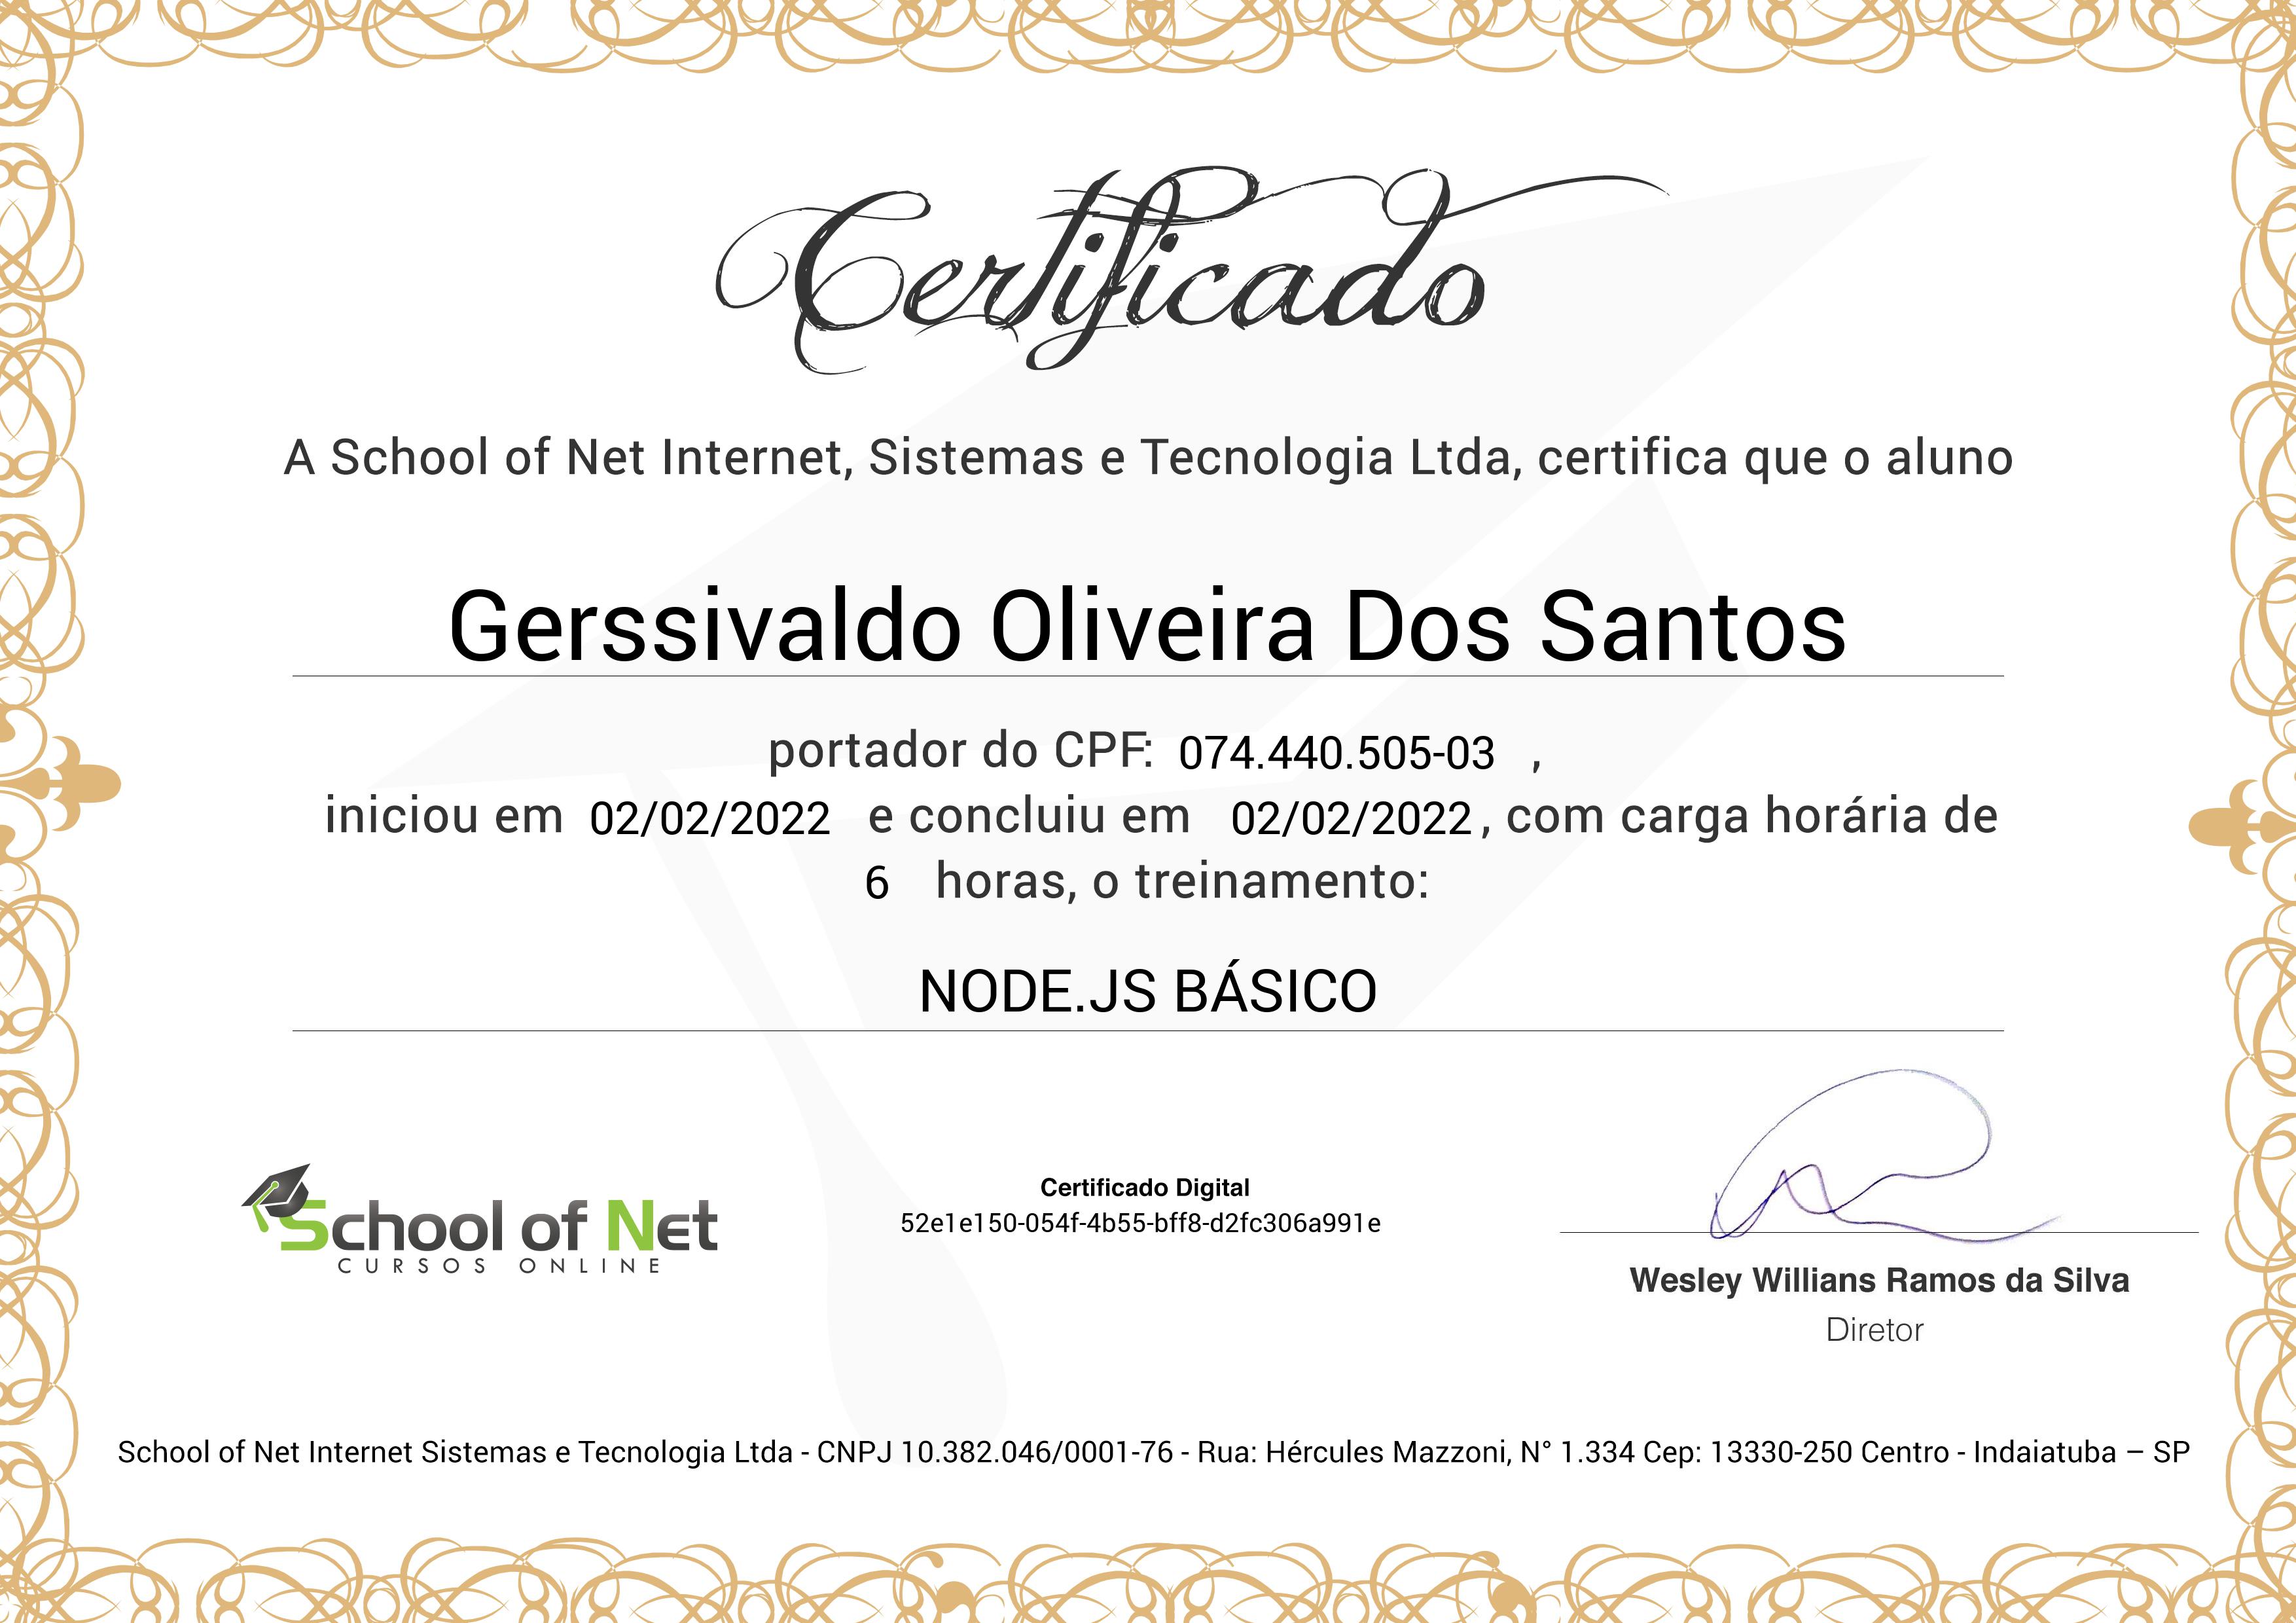 Certificado
A School of Net Internet, Sistemas e Tecnologia Ltda, certifica que o aluno
Gerssivaldo Oliveira Dos Santos
portador do CPF: 074.440.505-03 ,
iniciou em 02/02/2022 e concluiu em 02/02/2022, com carga horária de
6 horas, o treinamento:
NODE.JS BÁSICO
School of Net
CURSOS ONLINE
Certificado Digital
52e1e150-054f-4b55-bff8-d2fc306a991e
Wesley Willians Ramos da Silva
Diretor
School of Net Internet Sistemas e Tecnologia Ltda - CNPJ 10.382.046/0001-76 - Rua: Hércules Mazzoni, N° 1.334 Cep: 13330-250 Centro - Indaiatuba – SP